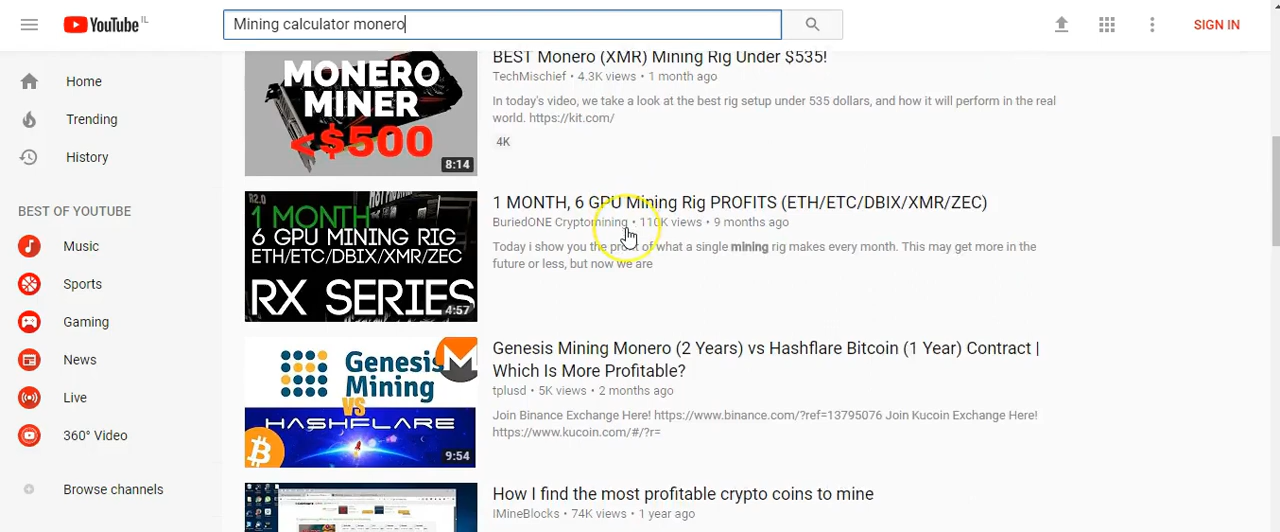 YouTube IL
Mining calculator monero
SIGN IN
Home
Trending
History
BEST OF YOUTUBE
Music
Sports
Gaming
News
Live
360° Video
Browse channels
MONERO
MINER
<$500
8:14
BEST Monero (XMR) Mining Rig Under $535!
TechMischief • 4.3K views • 1 month ago
In today's video, we take a look at the best rig setup under 535 dollars, and how it will perform in the real
world. https://kit.com/
4K
R2.0
1 MONTH
6 GPU MINING RIG
ETH/ETC/DBIX/XMR/ZEC
RX SERIES
4:57
1 MONTH, 6 GPU Mining Rig PROFITS (ETH/ETC/DBIX/XMR/ZEC)
BuriedONE Cryptomining • 110K views • 9 months ago
Today i show you the profit of what a single mining rig makes every month. This may get more in the
future or less, but now we are
Genesis
Mining
VS
HASHFLARE
9:54
Genesis Mining Monero (2 Years) vs Hashflare Bitcoin (1 Year) Contract |
Which Is More Profitable?
tplusd • 5K views • 2 months ago
Join Binance Exchange Here! https://www.binance.com/?ref=13795076 Join Kucoin Exchange Here!
https://www.kucoin.com/#/?r=
How I find the most profitable crypto coins to mine
IMineBlocks • 74K views • 1 year ago